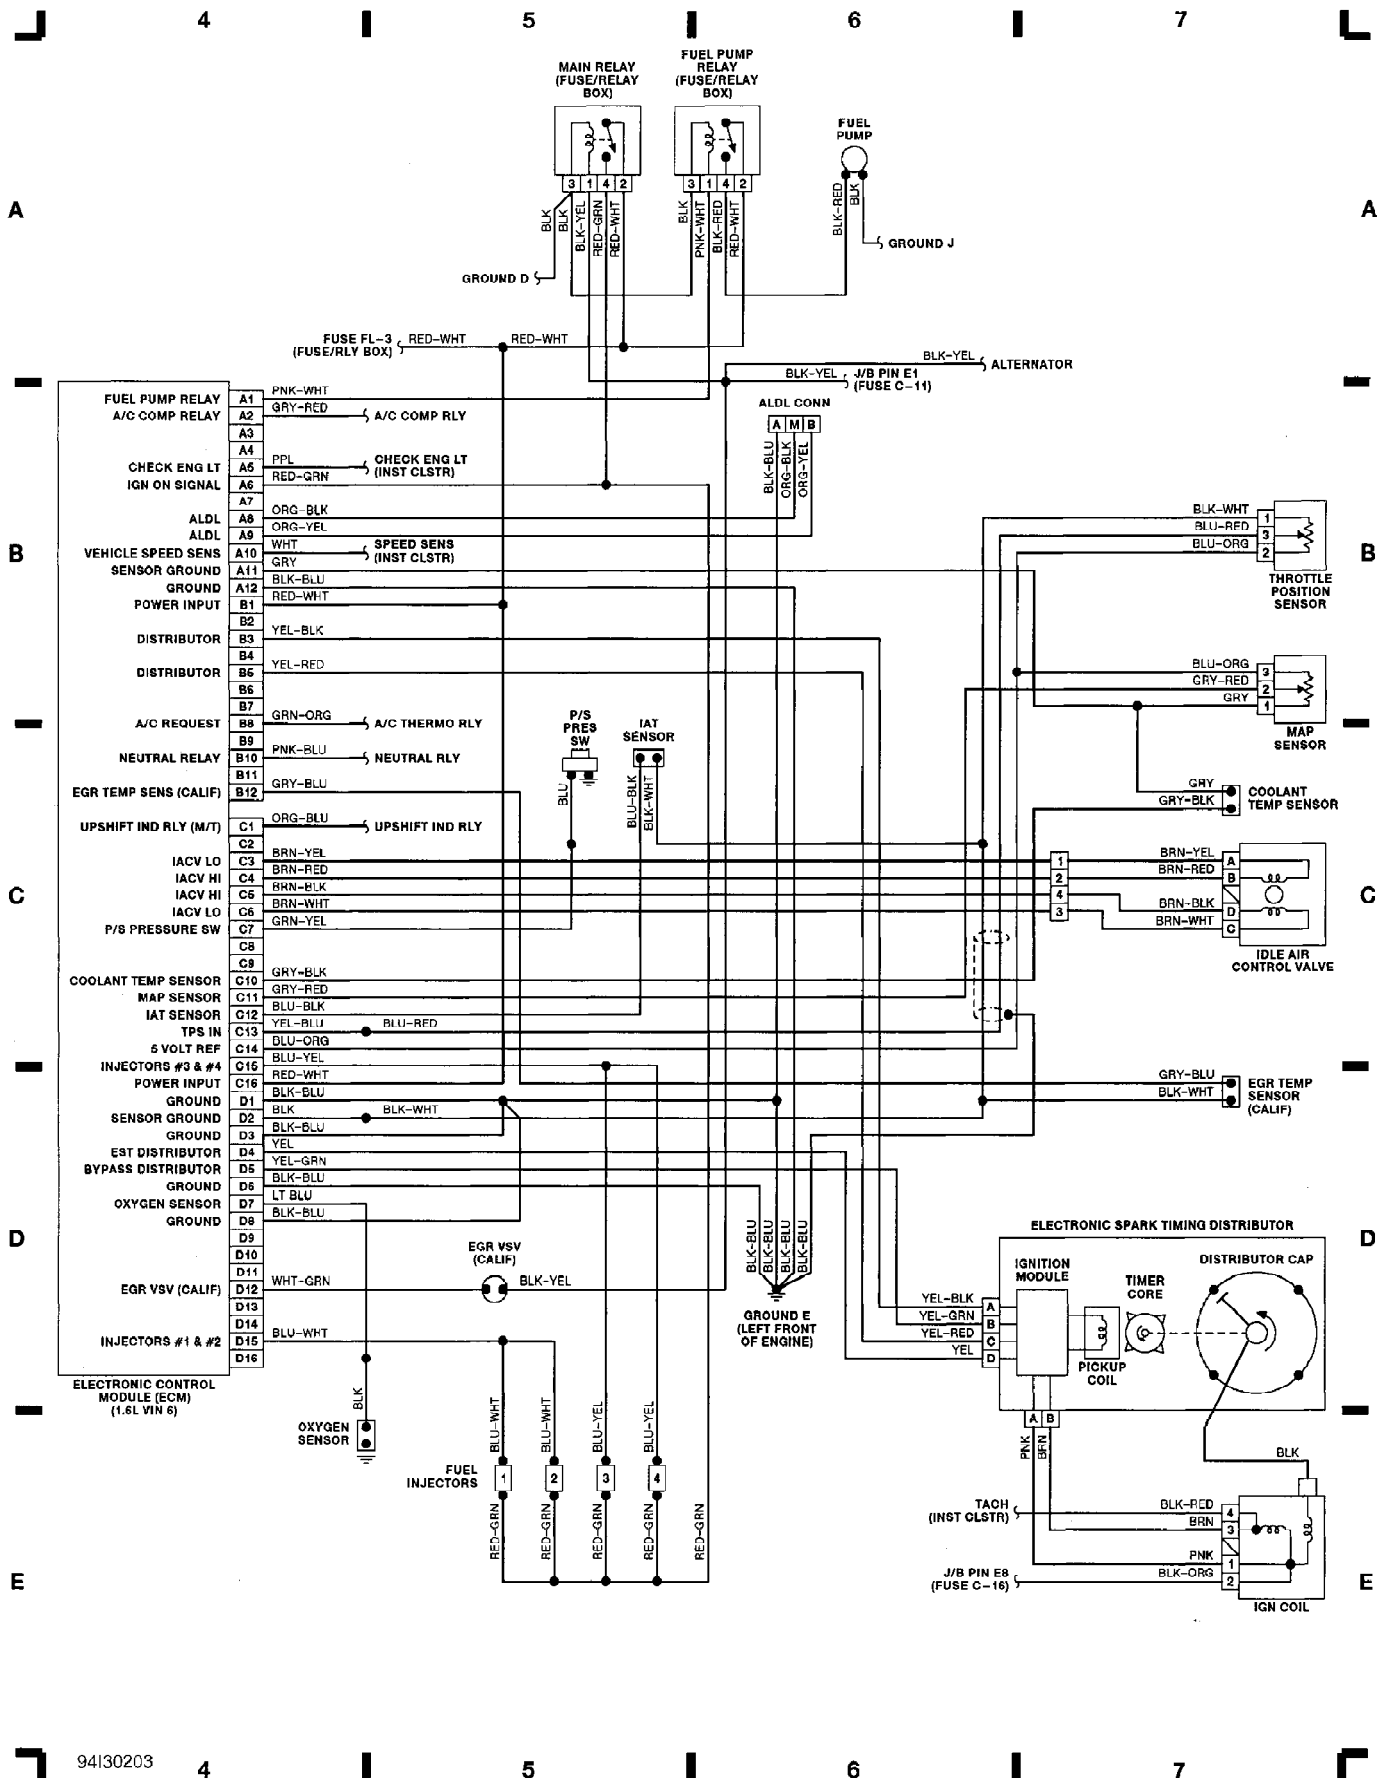 4 5 6 7
MAIN RELAY
(FUSE/RELAY
BOX)
FUEL PUMP
RELAY
(FUSE/RELAY
BOX)
FUEL
PUMP
3 1 4 2
3 1 4 2
A A
BLK
BLK
BLK-YEL
RED-GRN
RED-WHT
BLK
PNK-WHT
BLK-RED
RED-WHT
BLK-RED
BLK
GROUND J
GROUND D
FUSE FL-3
(FUSE/RLY BOX)
RED-WHT RED-WHT
BLK-YEL ALTERNATOR
BLK-YEL J/B PIN E1
(FUSE C-11)
ALDL CONN
A M B
BLK-BLU
ORG-BLK
ORG-YEL
FUEL PUMP RELAY A1 PNK-WHT
A/C COMP RELAY A2 GRY-RED A/C COMP RLY
A3
A4
CHECK ENG LT A5 PPL CHECK ENG LT
(INST CLSTR)
IGN ON SIGNAL A6 RED-GRN
A7
ALDL A8 ORG-BLK
ALDL A9 ORG-YEL
VEHICLE SPEED SENS A10 WHT SPEED SENS
(INST CLSTR)
SENSOR GROUND A11 GRY
GROUND A12 BLK-BLU
POWER INPUT B1 RED-WHT
B2
DISTRIBUTOR B3 YEL-BLK
B4
DISTRIBUTOR B5 YEL-RED
B6
B7
A/C REQUEST B8 GRN-ORG A/C THERMO RLY
B9
NEUTRAL RELAY B10 PNK-BLU NEUTRAL RLY
B11
EGR TEMP SENS (CALIF) B12 GRY-BLU
UPSHIFT IND RLY (M/T) C1 ORG-BLU UPSHIFT IND RLY
C2
IACV LO C3 BRN-YEL
IACV HI C4 BRN-RED
IACV HI C5 BRN-BLK
IACV LO C6 BRN-WHT
P/S PRESSURE SW C7 GRN-YEL
C8
C9
COOLANT TEMP SENSOR C10 GRY-BLK
MAP SENSOR C11 GRY-RED
IAT SENSOR C12 BLU-BLK
TPS IN C13 YEL-BLU BLU-RED
5 VOLT REF C14 BLU-ORG
INJECTORS #3 & #4 C15 BLU-YEL
POWER INPUT C16 RED-WHT
GROUND D1 BLK-BLU
SENSOR GROUND D2 BLK BLK-WHT
GROUND D3 BLK-BLU
EST DISTRIBUTOR D4 YEL
BYPASS DISTRIBUTOR D5 YEL-GRN
GROUND D6 BLK-BLU
OXYGEN SENSOR D7 LT BLU
GROUND D8 BLK-BLU
D9
D10
D11
EGR VSV (CALIF) D12 WHT-GRN
D13
D14
INJECTORS #1 & #2 D15 BLU-WHT
D16
ELECTRONIC CONTROL
MODULE (ECM)
(1.6L VIN 6)
B B
C C
D D
E E
BLK-WHT 1
BLU-RED 3
BLU-ORG 2
THROTTLE
POSITION
SENSOR
BLU-ORG 3
GRY-RED 2
GRY 1
MAP
SENSOR
P/S
PRES
SW
IAT
SENSOR
BLU
BLU-BLK
BLK-WHT
GRY
GRY-BLK
COOLANT
TEMP SENSOR
1 BRN-YEL A
2 BRN-RED B
4 BRN-BLK D
3 BRN-WHT C
IDLE AIR
CONTROL VALVE
GRY-BLU
BLK-WHT
EGR TEMP
SENSOR
(CALIF)
EGR VSV
(CALIF)
BLK-YEL
BLK-BLU
BLK-BLU
BLK-BLU
BLK-BLU
GROUND E
(LEFT FRONT
OF ENGINE)
ELECTRONIC SPARK TIMING DISTRIBUTOR
IGNITION
MODULE
TIMER
CORE
DISTRIBUTOR CAP
YEL-BLK A
YEL-GRN B
YEL-RED C
YEL D
PICKUP
COIL
A B
PNK
BRN
BLK
BLK
OXYGEN
SENSOR
BLU-WHT
BLU-WHT
BLU-YEL
BLU-YEL
FUEL
INJECTORS
1 2 3 4
RED-GRN
RED-GRN
RED-GRN
RED-GRN
RED-GRN
TACH
(INST CLSTR)
BLK-RED 4
BRN 3
PNK 1
BLK-ORG 2
J/B PIN E8
(FUSE C-16)
IGN COIL
94I30203
4 5 6 7